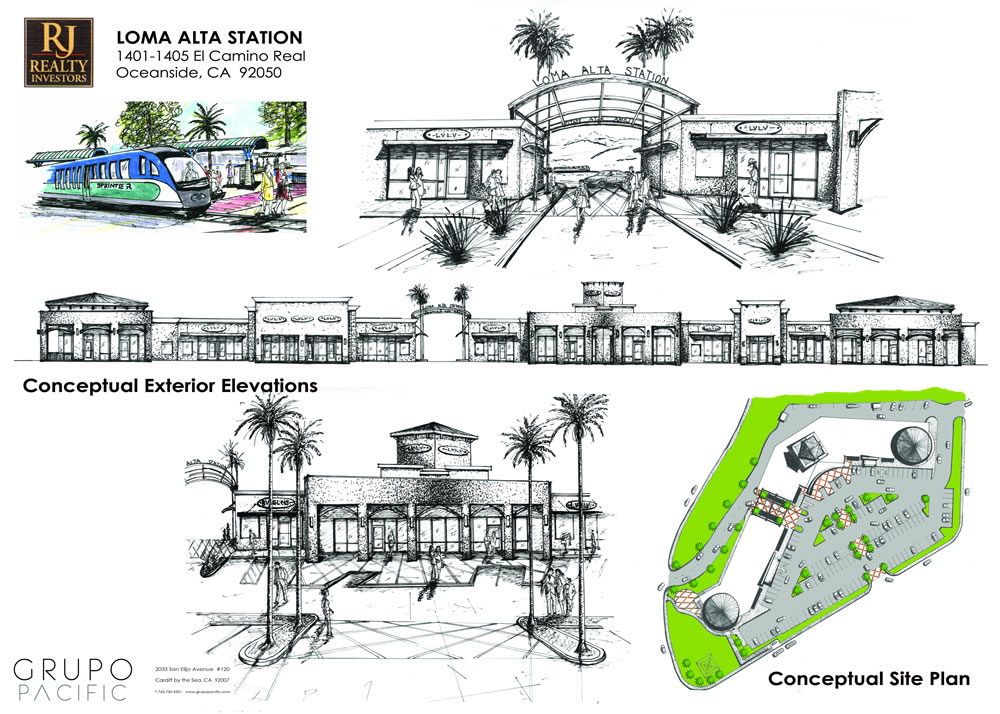 RJ
REALTY
INVESTORS
LOMA ALTA STATION
1401-1405 El Camino Real
Oceanside, CA 92050
SPRINTER
LOMA ALTA STATION
LVLV
LVLV
LOMA ALTA STATION
Conceptual Exterior Elevations
ALTA
Conceptual Site Plan
GRUPO
PACIFIC
2033 San Elijo Avenue #120
Cardiff by the Sea, CA 92007
www.grupopacific.com